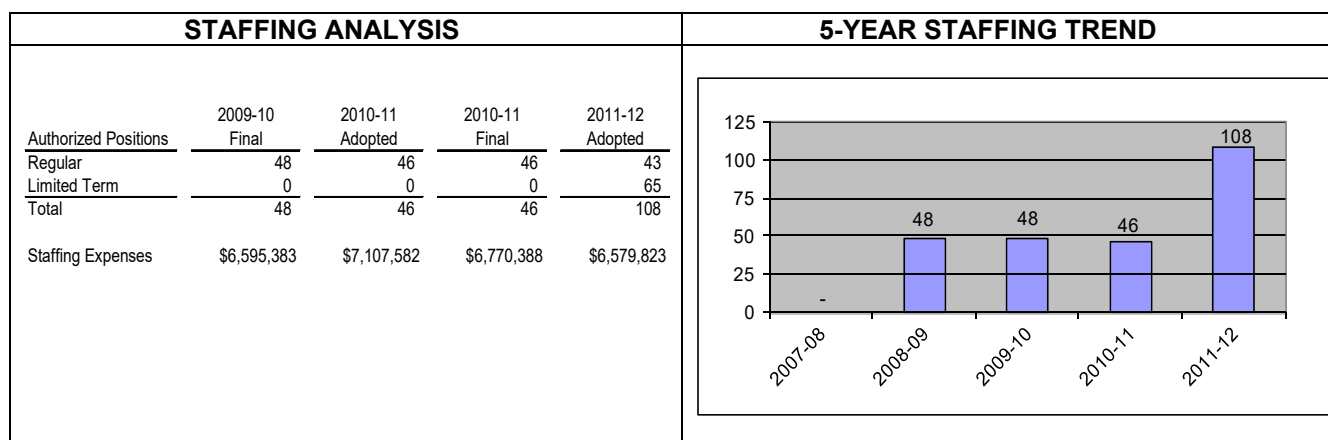 STAFFING ANALYSIS
2009-10 2010-11 2010-11 2011-12
Authorized Positions Final Adopted Final Adopted
Regular 48 46 46 43
Limited Term 0 0 0 65
Total 48 46 46 108
Staffing Expenses $6,595,383 $7,107,582 $6,770,388 $6,579,823
5-YEAR STAFFING TREND
125
100
75
50
25
0
-
48
48
46
108
2007-08
2008-09
2009-10
2010-11
2011-12